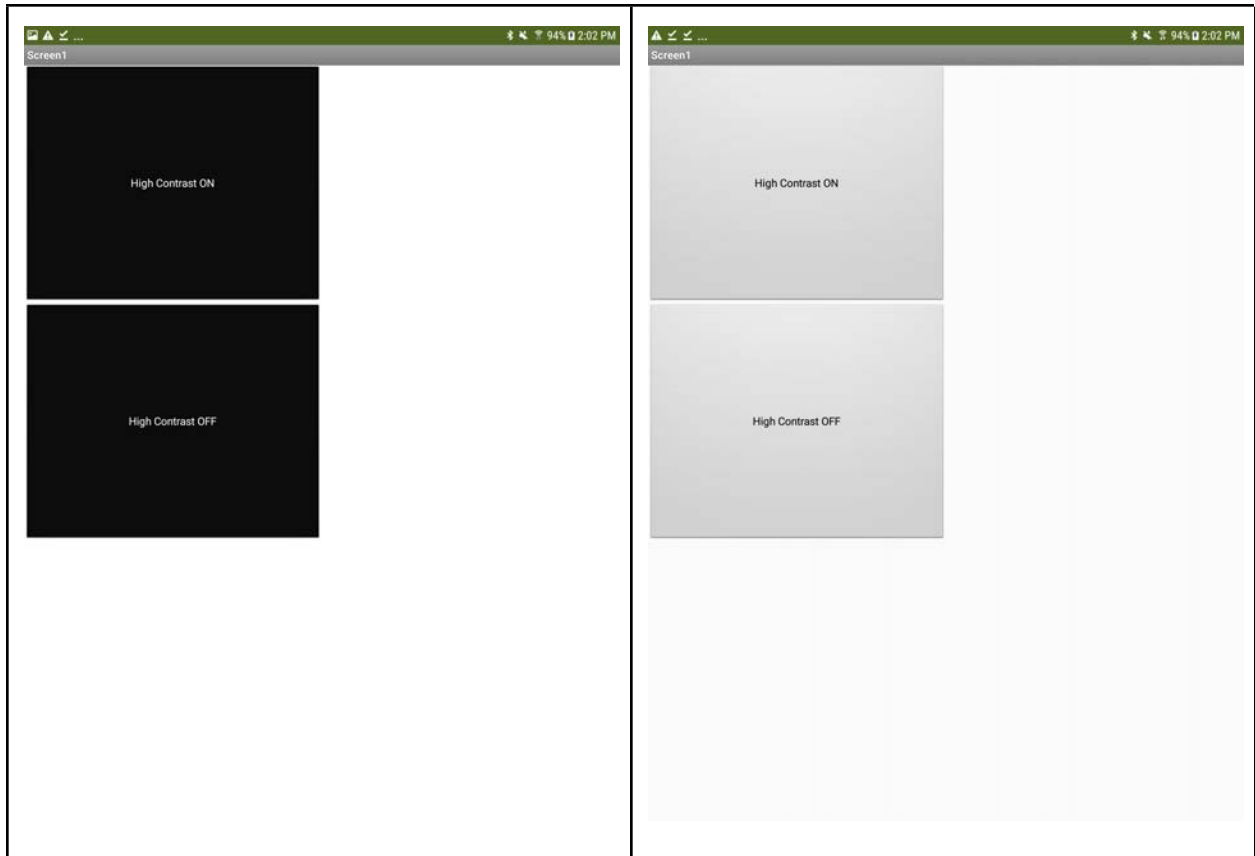 ... 94% 2:02 PM
Screen1
High Contrast ON
High Contrast OFF
... 94% 2:02 PM
Screen1
High Contrast ON
High Contrast OFF